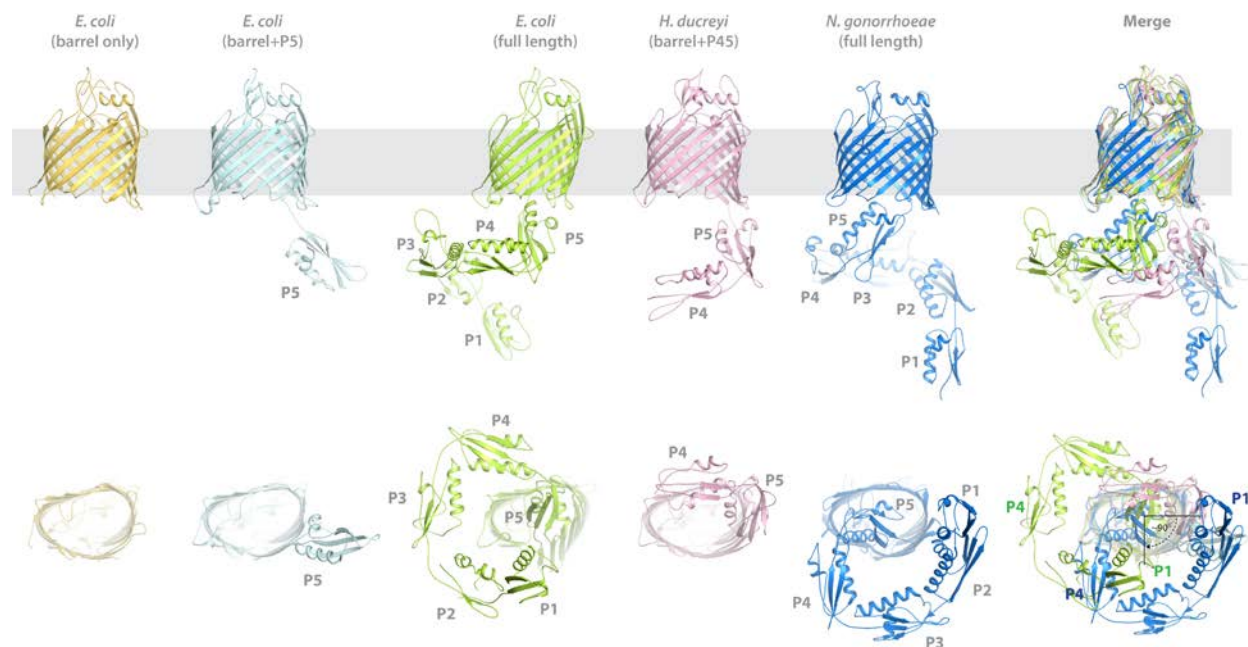 E. coli
(barrel only)
E. coli
(barrel+P5)
E. coli
(full length)
H. ducreyi
(barrel+P45)
N. gonorrhoeae
(full length)
Merge
P5
P3
P4
P5
P2
P1
P5
P4
P5
P4
P3
P2
P1
P5
P4
P3
P5
P2
P1
P4
P5
P5
P1
P4
P2
P3
P4
P1
~90°
P1
P4